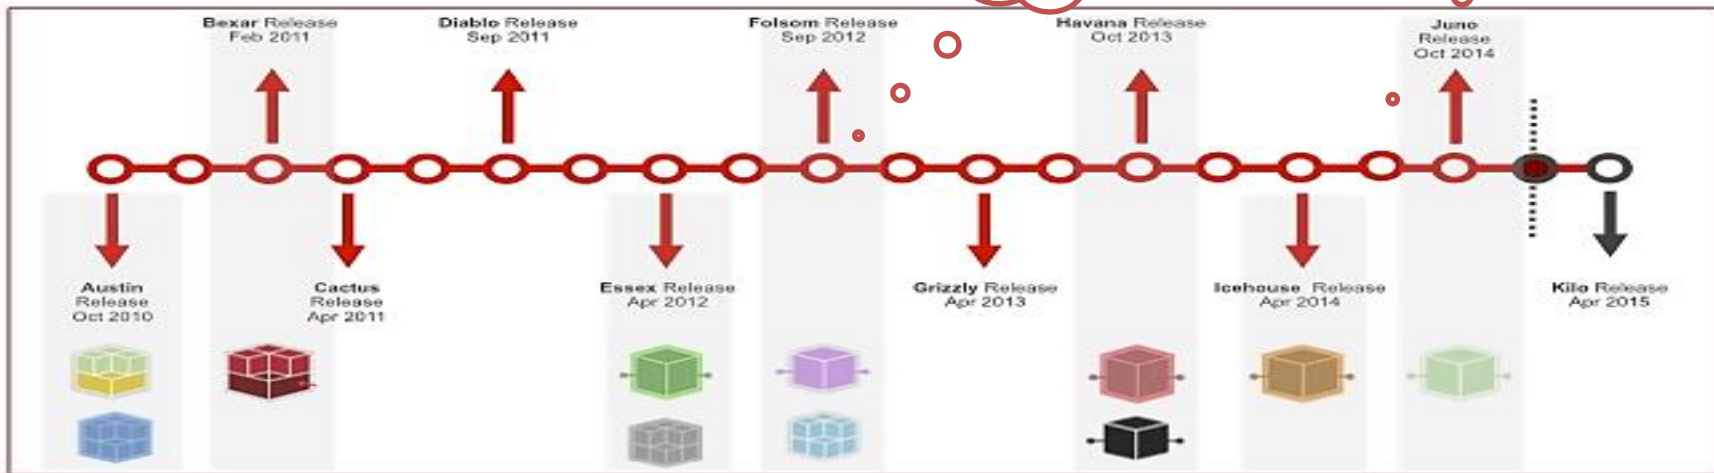 Bexar Release
Feb 2011
Diablo Release
Sep 2011
Folsom Release
Sep 2012
Havana Release
Oct 2013
Juno
Release
Oct 2014
Austin
Release
Oct 2010
Cactus
Release
Apr 2011
Essex Release
Apr 2012
Grizzly Release
Apr 2013
Icehouse Release
Apr 2014
Kilo Release
Apr 2015